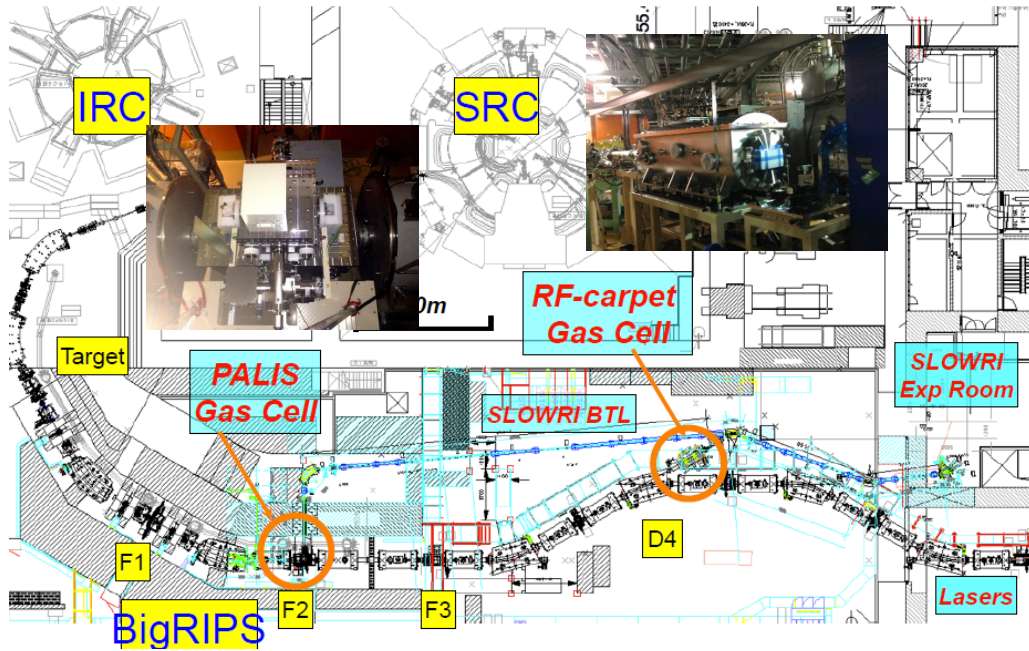 IRC
SRC
55.
0m
Target
PALIS
Gas Cell
RF-carpet
Gas Cell
SLOWRI BTL
SLOWRI
Exp Room
F1
F2
F3
D4
BigRIPS
Lasers